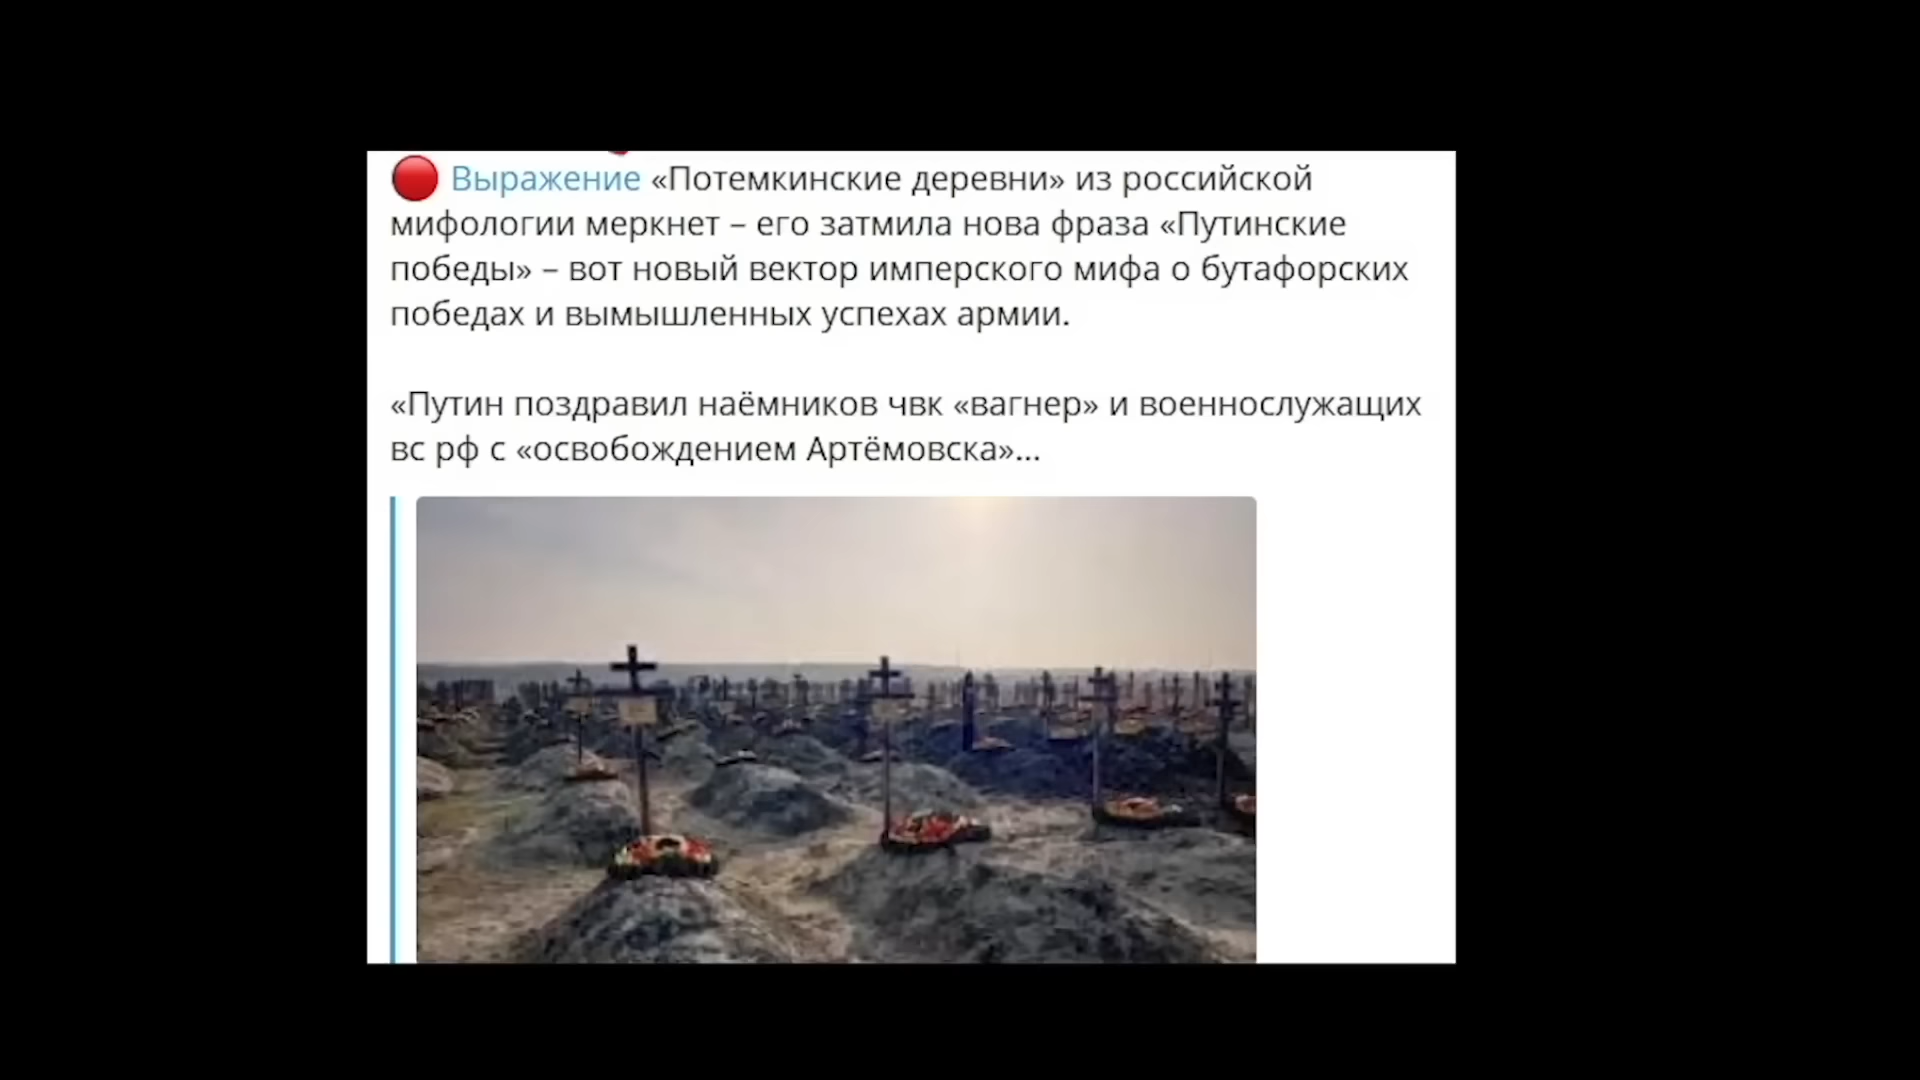 Выражение «Потемкинские деревни» из российской
мифологии меркнет – его затмила нова фраза «Путинские
победы» – вот новый вектор имперского мифа о бутафорских
победах и вымышленных успехах армии.
«Путин поздравил наёмников чвк «вагнер» и военнослужащих
вс рф с «освобождением Артёмовска»...